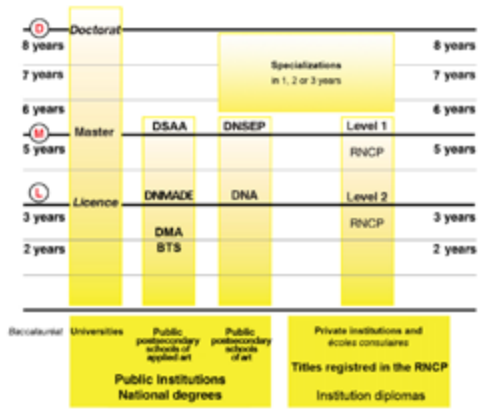 D Doctorat
8 years 8 years
Specializations
in 1, 2 or 3 years
7 years 7 years
6 years 6 years
M Master DSAA DNSEP Level 1
5 years RNCP 5 years
L Licence DNMADE DNA Level 2
3 years RNCP 3 years
DMA
2 years BTS 2 years
Baccalauréat Universities
Public
postsecondary
schools of
applied art
Public
postsecondary
schools
of art
Public Institutions
National degrees
Private institutions and
écoles consulaires
Titles registred in the RNCP
Institution diplomas